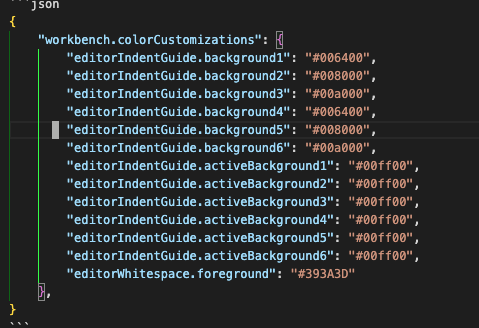 ```json
{
"workbench.colorCustomizations": {
"editorIndentGuide.background1": "#006400",
"editorIndentGuide.background2": "#008000",
"editorIndentGuide.background3": "#00a000",
"editorIndentGuide.background4": "#006400",
"editorIndentGuide.background5": "#008000",
"editorIndentGuide.background6": "#00a000",
"editorIndentGuide.activeBackground1": "#00ff00",
"editorIndentGuide.activeBackground2": "#00ff00",
"editorIndentGuide.activeBackground3": "#00ff00",
"editorIndentGuide.activeBackground4": "#00ff00",
"editorIndentGuide.activeBackground5": "#00ff00",
"editorIndentGuide.activeBackground6": "#00ff00",
"editorWhitespace.foreground": "#393A3D"
},
}
```